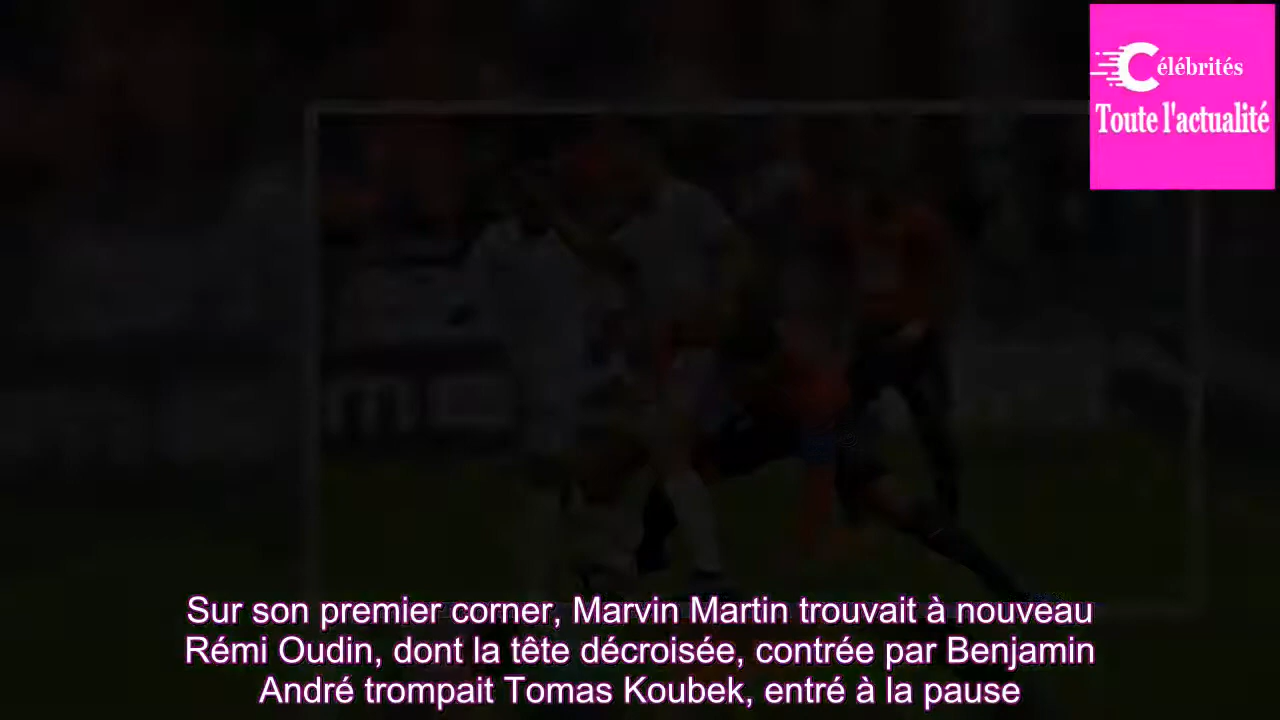 Célébrités
Toute l'actualité
Sur son premier corner, Marvin Martin trouvait à nouveau
Rémi Oudin, dont la tête décroisée, contrée par Benjamin
André trompait Tomas Koubek, entré à la pause